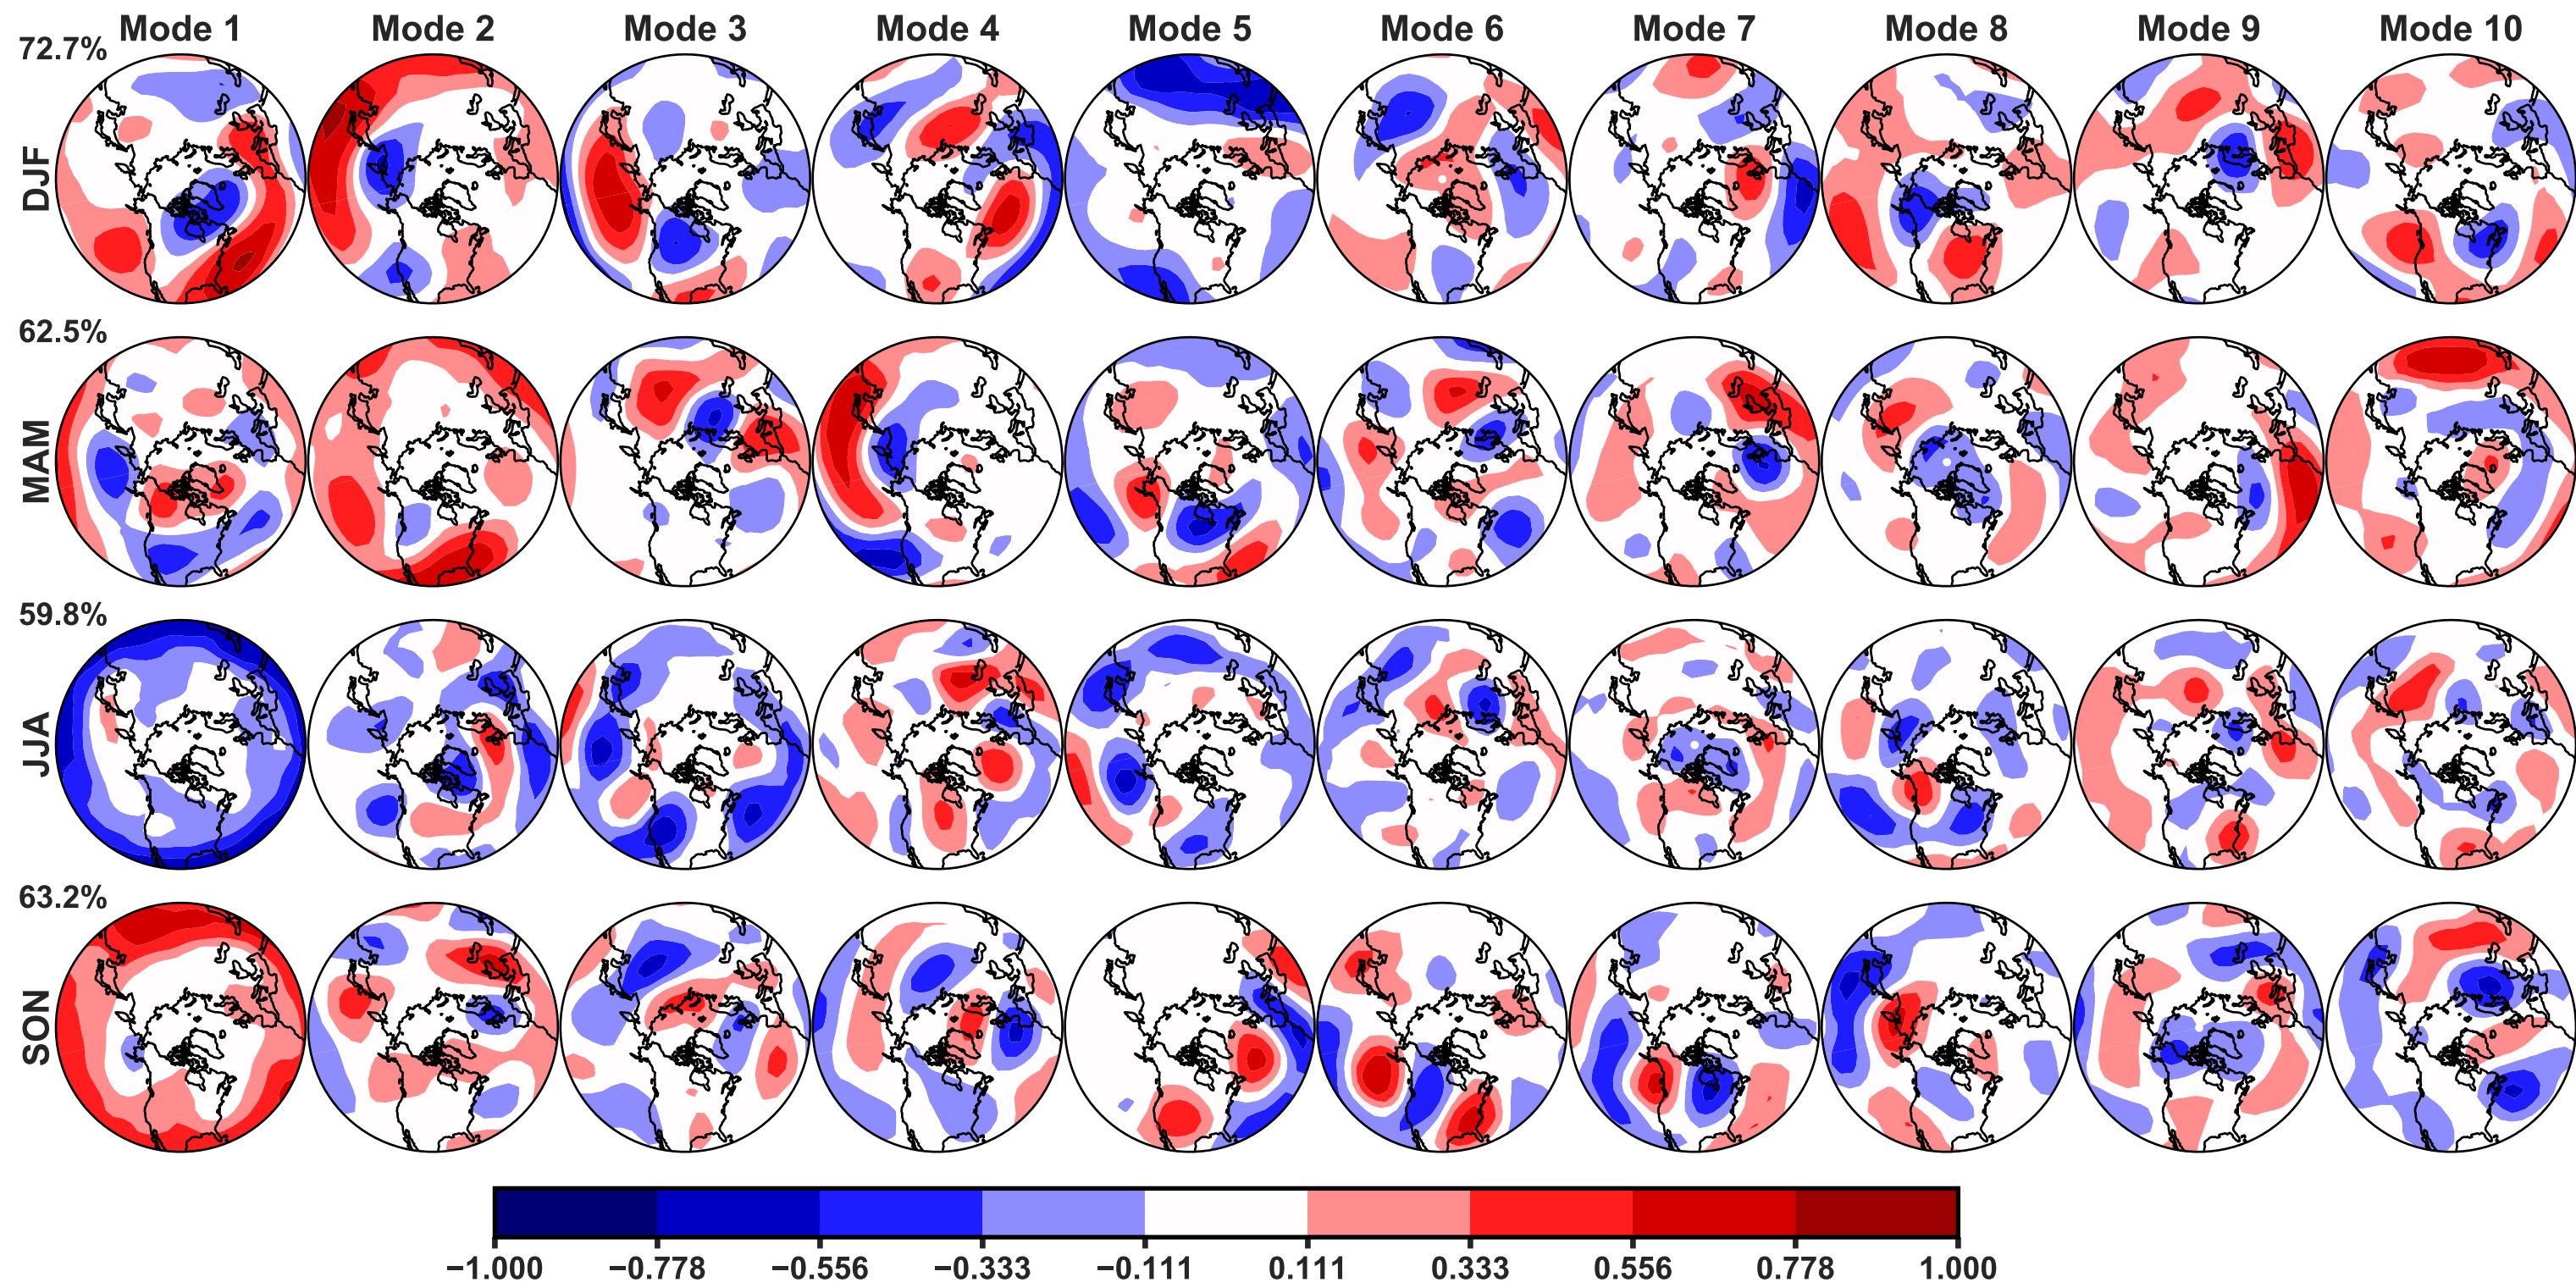 Mode 1 Mode 2 Mode 3 Mode 4 Mode 5 Mode 6 Mode 7 Mode 8 Mode 9 Mode 10
72.7%
DJF
62.5%
MAM
59.8%
JJA
63.2%
SON
−1.000 −0.778 −0.556 −0.333 −0.111 0.111 0.333 0.556 0.778 1.000